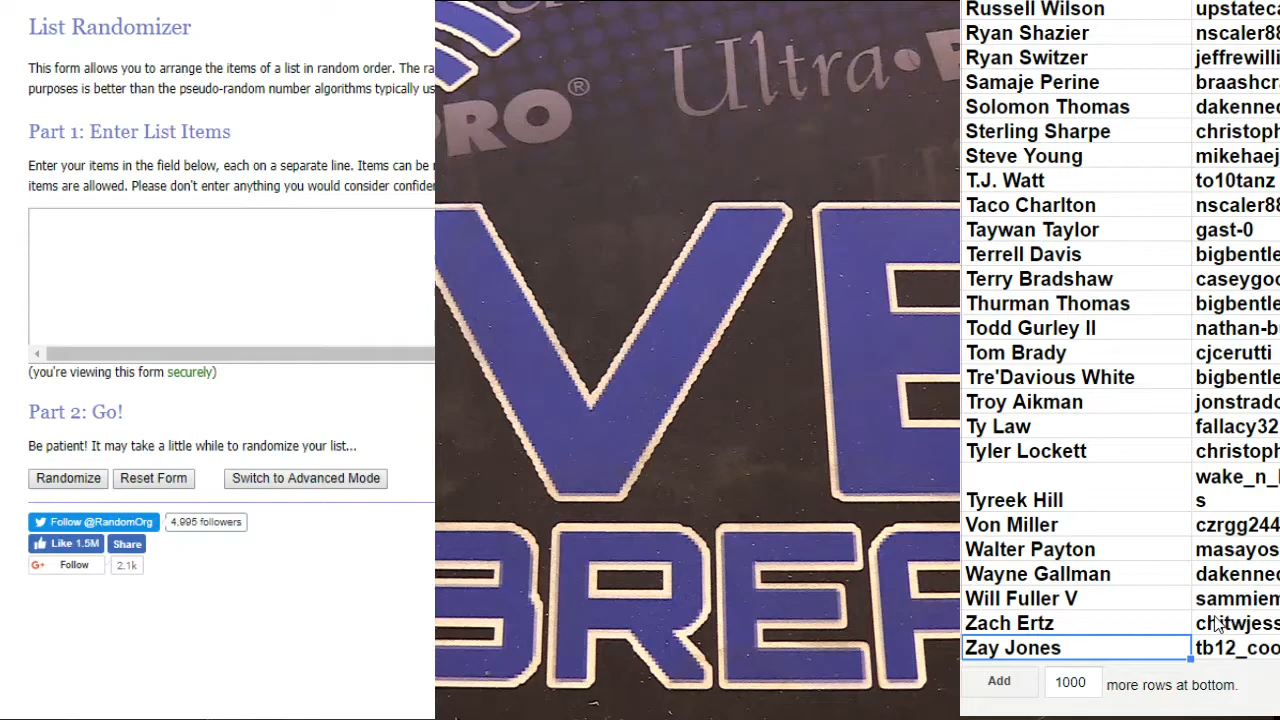 List Randomizer
This form allows you to arrange the items of a list in random order. The ra
purposes is better than the pseudo-random number algorithms typically us
Part 1: Enter List Items
Enter your items in the field below, each on a separate line. Items can be
items are allowed. Please don't enter anything you would consider confider
(you're viewing this form securely)
Part 2: Go!
Be patient! It may take a little while to randomize your list...
Randomize Reset Form Switch to Advanced Mode
Follow @RandomOrg 4,995 followers
Like 1.5M Share
G+ Follow 2.1k
Ultra•P
PRO®
VE
BREA
Russell Wilson upstateca
Ryan Shazier nscaler88
Ryan Switzer jeffrewilli
Samaje Perine braashcra
Solomon Thomas dakenned
Sterling Sharpe christoph
Steve Young mikehaej
T.J. Watt to10tanz
Taco Charlton nscaler88
Taywan Taylor gast-0
Terrell Davis bigbentle
Terry Bradshaw caseygoo
Thurman Thomas bigbentle
Todd Gurley II nathan-b
Tom Brady cjcerutti
Tre'Davious White bigbentle
Troy Aikman jonstrado
Ty Law fallacy32
Tyler Lockett christoph
Tyreek Hill wake_n_b
s
Von Miller czrgg244
Walter Payton masayos
Wayne Gallman dakenned
Will Fuller V sammiem
Zach Ertz
Zay Jones tb12_coo
Add 1000 more rows at bottom.